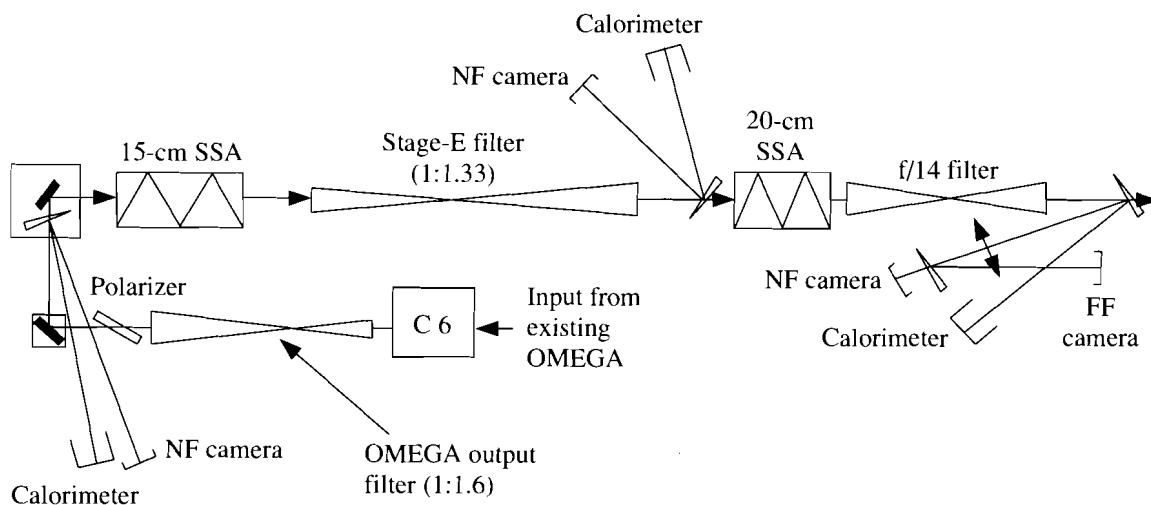 Calorimeter
NF camera
20-cm
SSA
15-cm SSA
Stage-E filter
(1:1.33)
f/14 filter
NF camera
Calorimeter
FF
camera
Polarizer
C 6
Input from
existing
OMEGA
NF camera
Calorimeter
OMEGA output
filter (1:1.6)